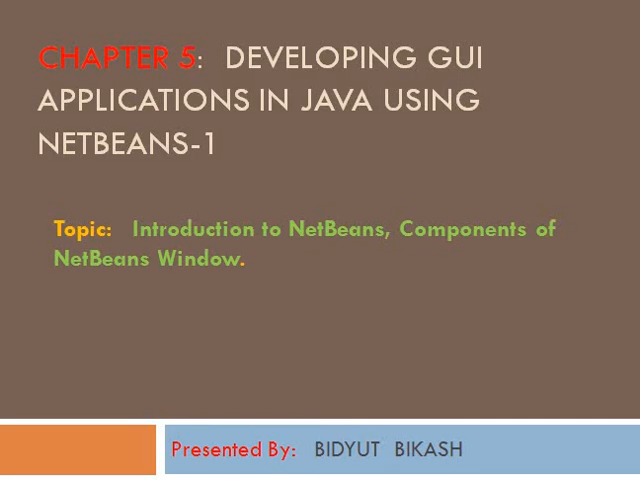 CHAPTER 5: DEVELOPING GUI
APPLICATIONS IN JAVA USING
NETBEANS-1
Topic: Introduction to NetBeans, Components of
NetBeans Window.
Presented By: BIDYUT BIKASH